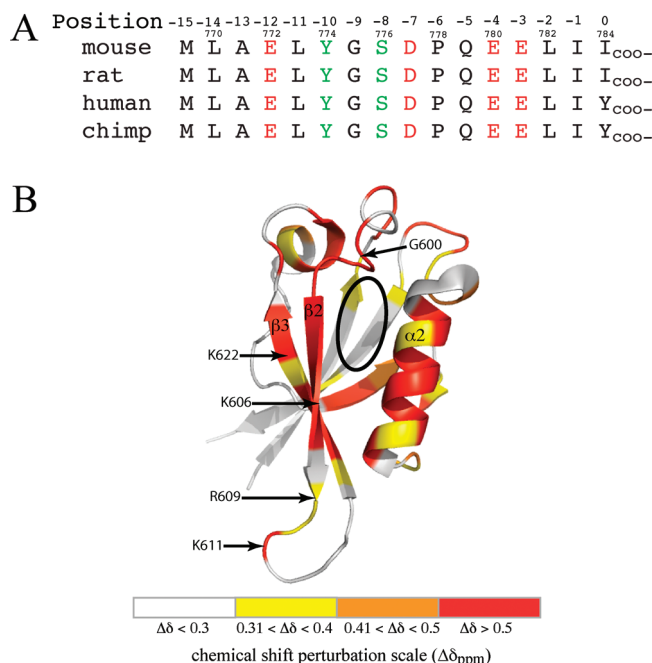 A
Position -15 -14 -13 -12 -11 -10 -9 -8 -7 -6 -5 -4 -3 -2 -1 0
770 772 774 776 778 780 782 784
mouse M L A E L Y G S D P Q E E L I I COO-
rat M L A E L Y G S D P Q E E L I I COO-
human M L A E L Y G S D P Q E E L I Y COO-
chimp M L A E L Y G S D P Q E E L I Y COO-
B
G600
β3 β2
α2
K622
K606
R609
K611
Δδ < 0.3 0.31 < Δδ < 0.4 0.41 < Δδ < 0.5 Δδ > 0.5
chemical shift perturbation scale (Δδppm)